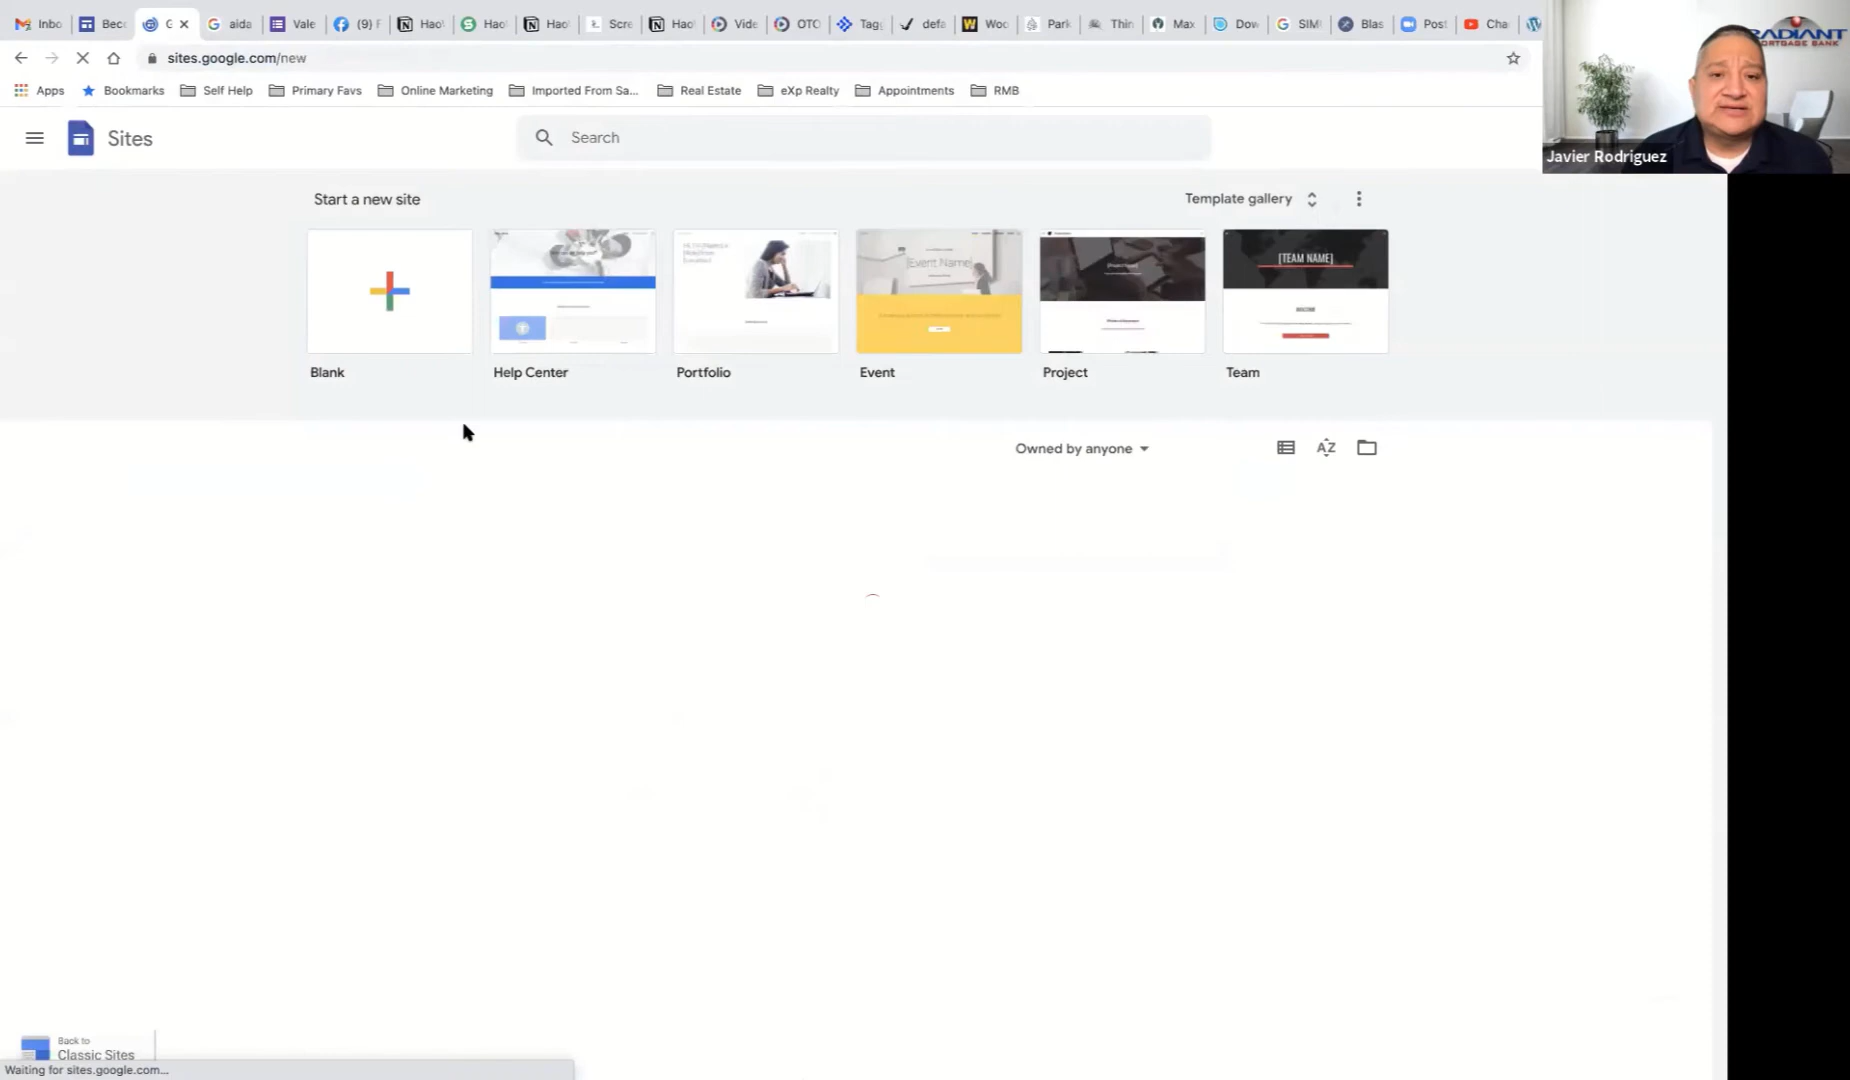 Inbo
Bec
G
aida
Vale
(9) F
Hao
Hao
Hao
Scre
Hao
Vide
OTO
Tag
defa
Woo
Park
Thin
Max
Dow
SIM
Blas
Post
Cha
sites.google.com/new
Apps
Bookmarks
Self Help
Primary Favs
Online Marketing
Imported From Sa...
Real Estate
eXp Realty
Appointments
RMB
RADIANT
MORTGAGE BANK
Javier Rodriguez
Sites
Search
Start a new site
Template gallery
[Event Name]
[TEAM NAME]
Blank
Help Center
Portfolio
Event
Project
Team
Owned by anyone
AZ
Back to
Classic Sites
Waiting for sites.google.com...